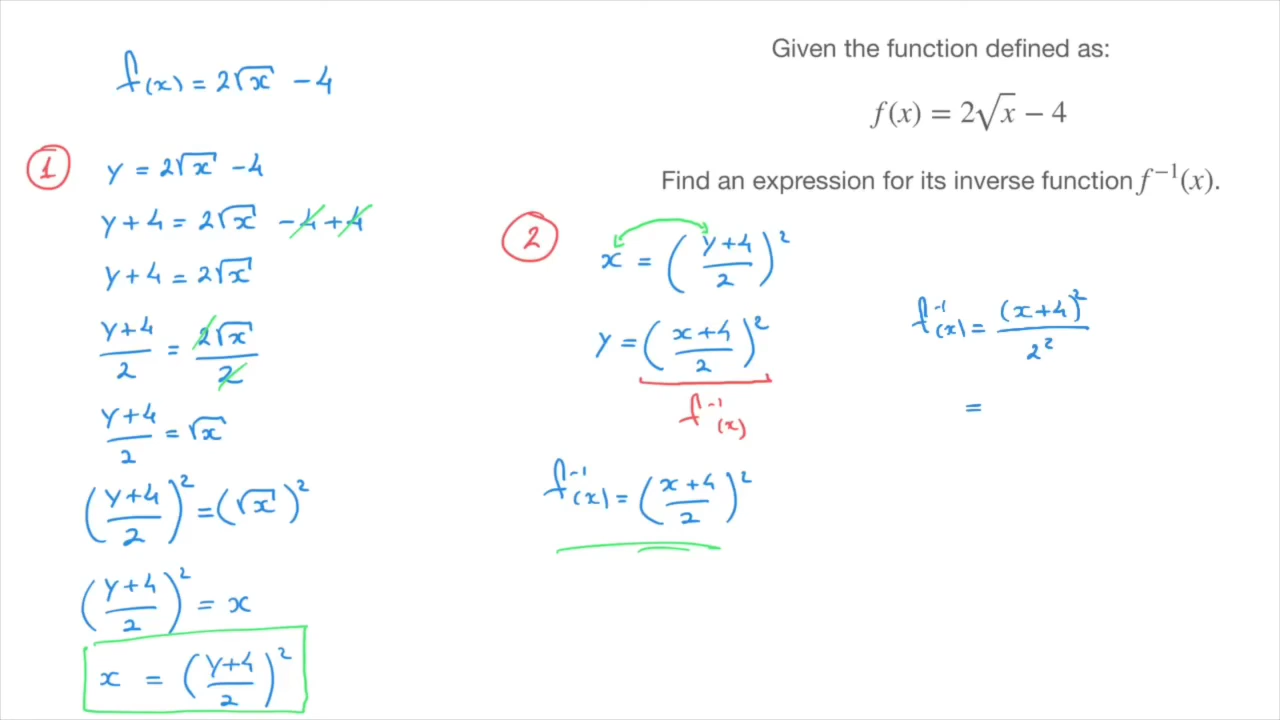 Given the function defined as:
f(x) = 2√x − 4
Find an expression for its inverse function f⁻¹(x).
f(x) = 2√x − 4
1
y = 2√x − 4
y + 4 = 2√x − 4 + 4
y + 4 = 2√x
(y + 4)/2 = 2√x/2
(y + 4)/2 = √x
((y + 4)/2)² = (√x)²
((y + 4)/2)² = x
x = ((y + 4)/2)²
2
x = ((y + 4)/2)²
y = ((x + 4)/2)²
f⁻¹(x)
f⁻¹(x) = ((x + 4)/2)²
f⁻¹(x) = (x + 4)²/2²
=